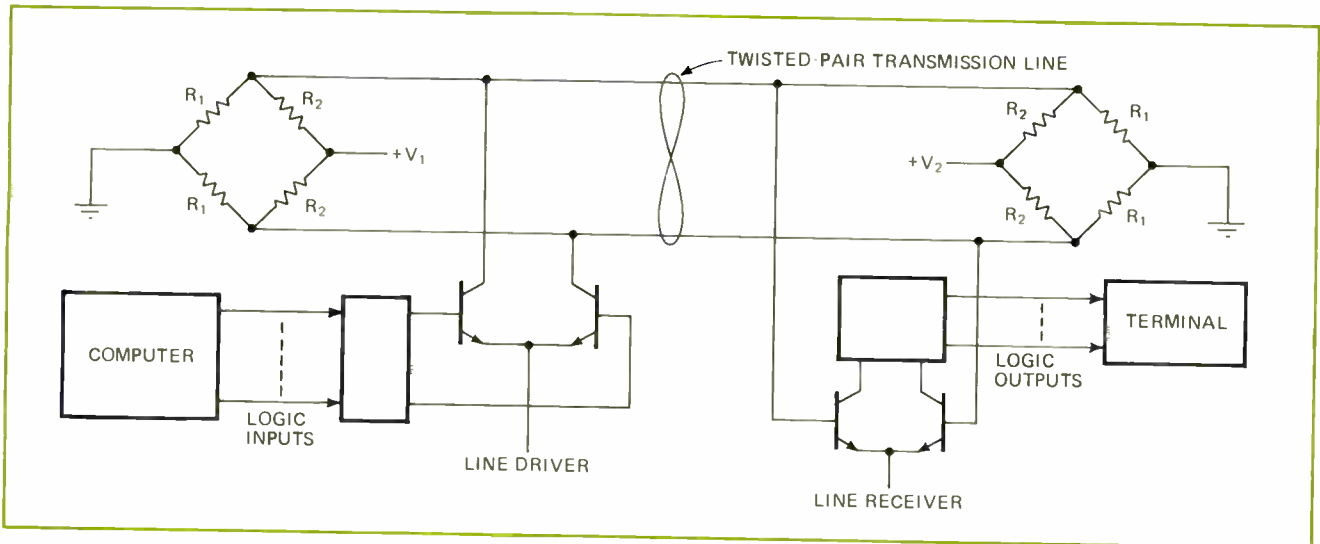 TWISTED-PAIR TRANSMISSION LINE
R₁
R₂
+V₁
R₁
R₂
R₂
R₁
+V₂
R₂
R₁
COMPUTER
LOGIC
INPUTS
LINE DRIVER
LOGIC
OUTPUTS
TERMINAL
LINE RECEIVER